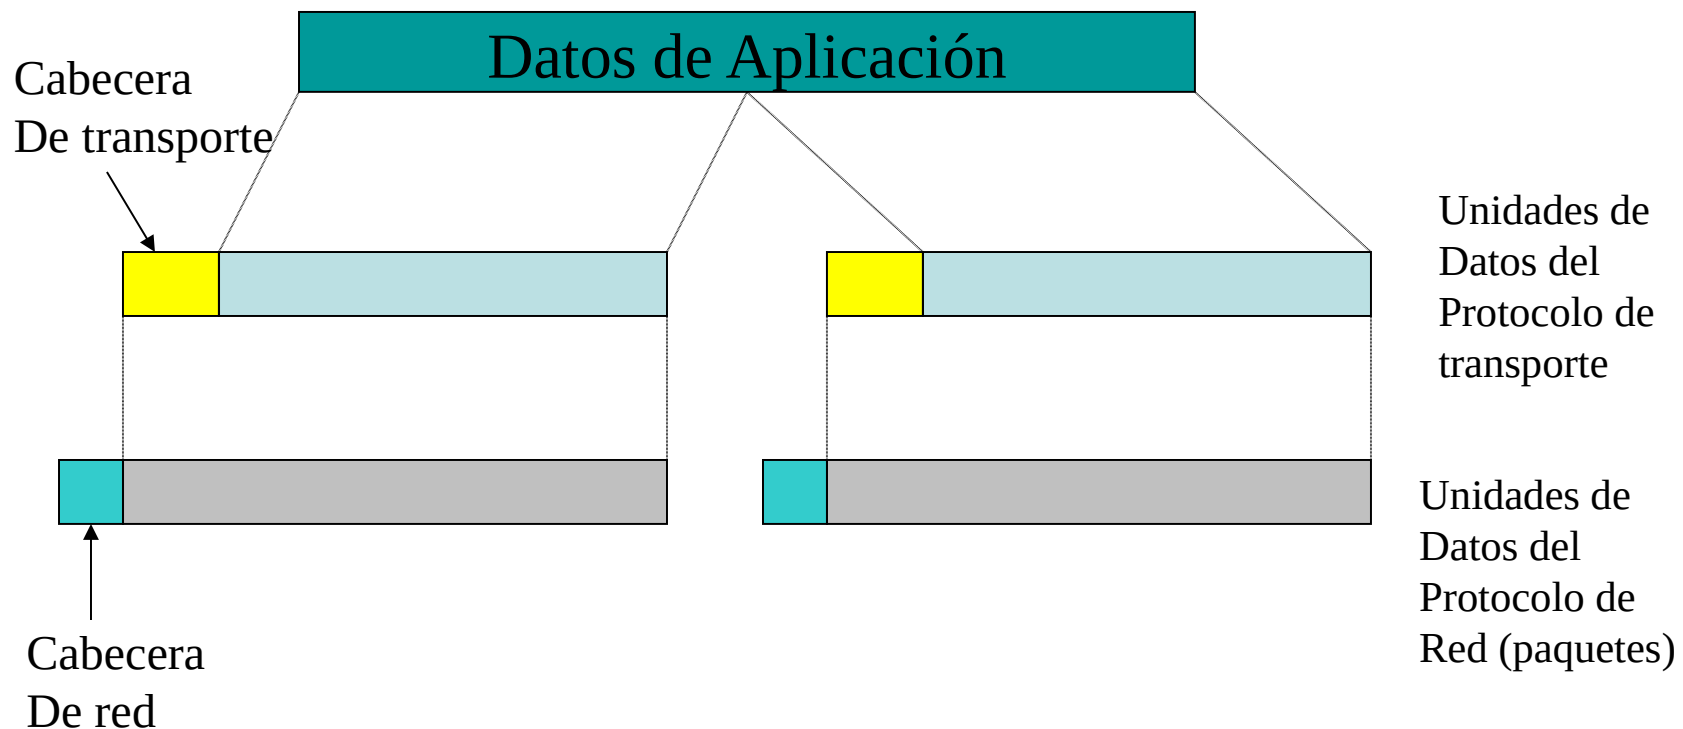 Datos de Aplicación
Cabecera
De transporte
Unidades de
Datos del
Protocolo de
transporte
Unidades de
Datos del
Protocolo de
Red (paquetes)
Cabecera
De red